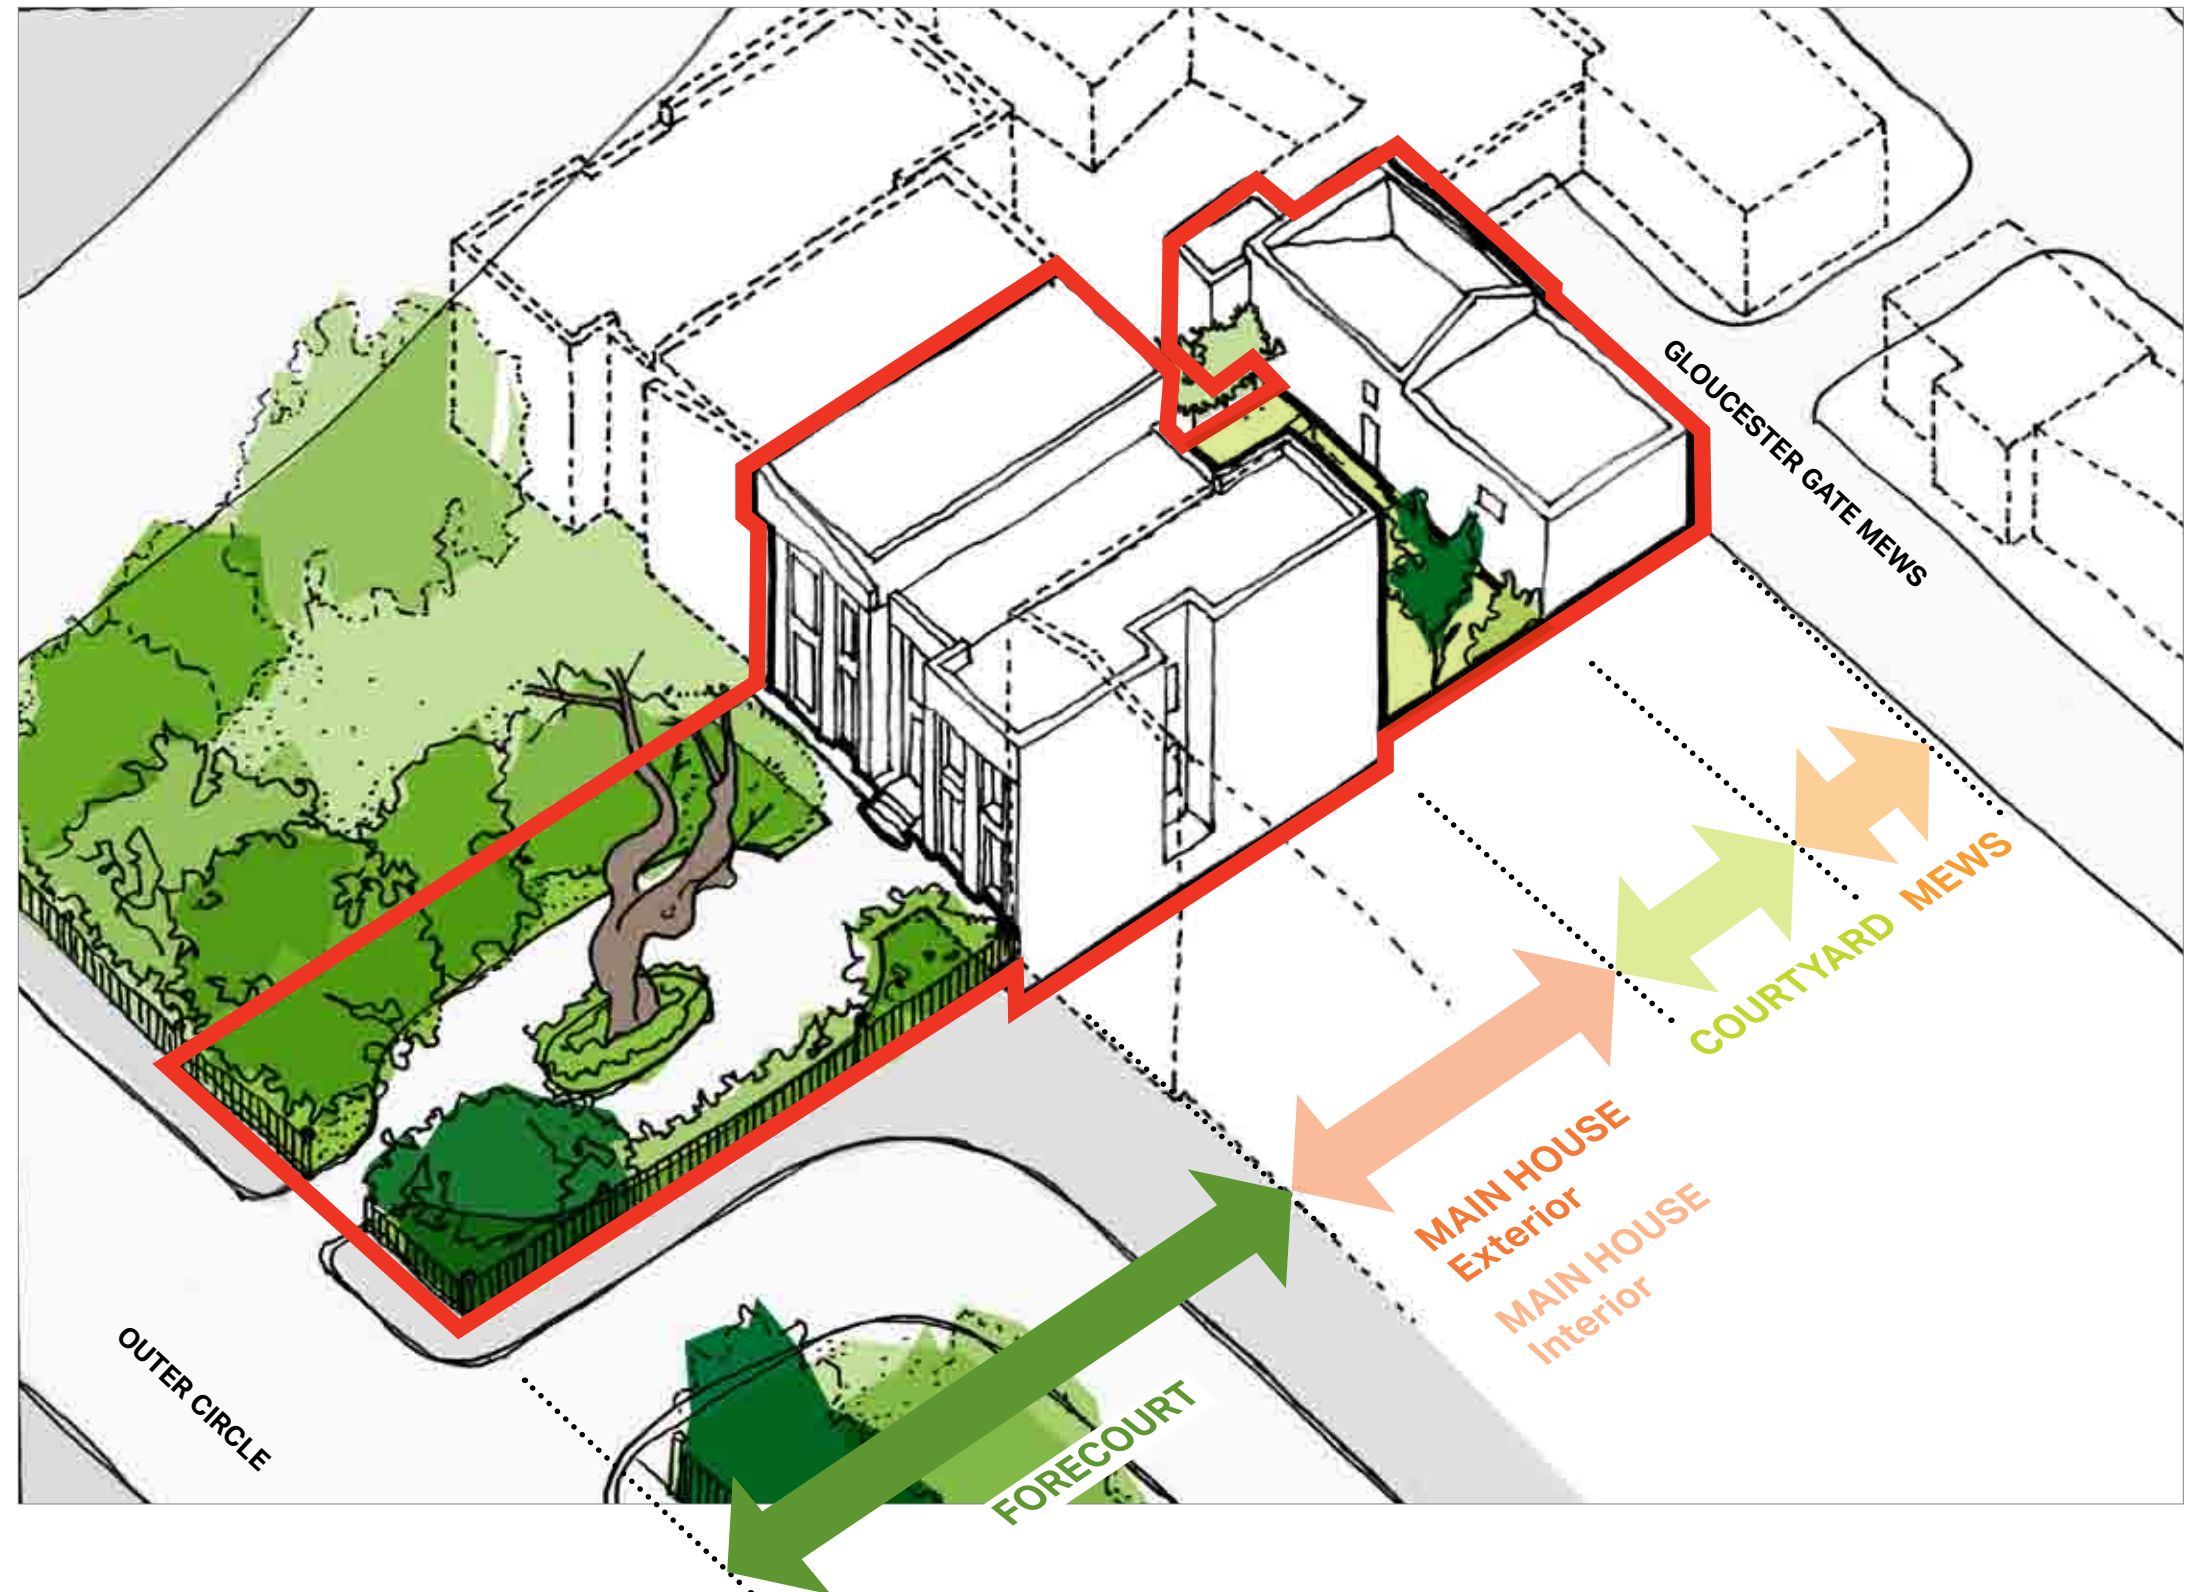 GLOUCESTER GATE MEWS
MEWS
COURTYARD
MAIN HOUSE
Exterior
MAIN HOUSE
Interior
FORECOURT
OUTER CIRCLE